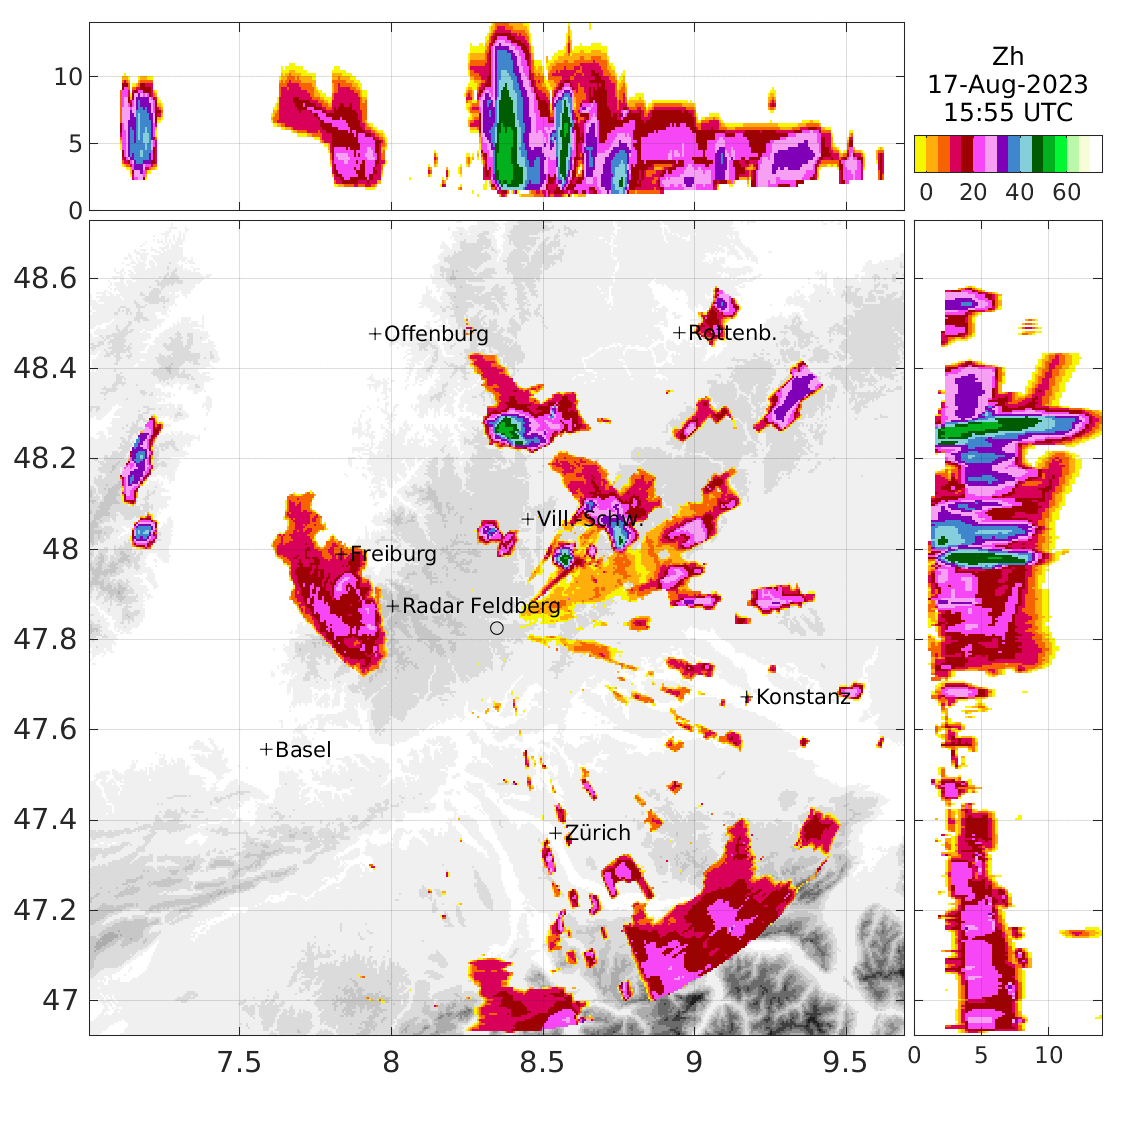 Zh
17-Aug-2023
15:55 UTC
0 20 40 60
10
5
0
48.6
48.4
48.2
48
47.8
47.6
47.4
47.2
47
+Offenburg
+Rottenb.
+Vill.-Schw.
+Freiburg
+Radar Feldberg
+Konstanz
+Basel
+Zürich
7.5 8 8.5 9 9.5
0 5 10